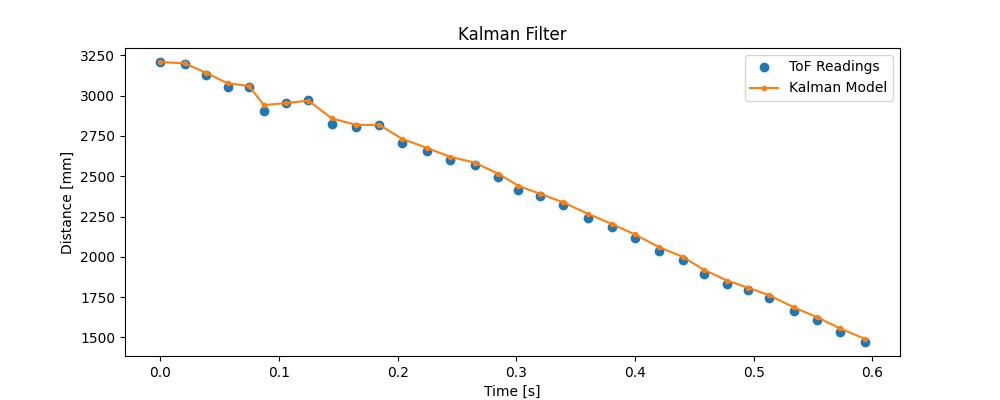 Kalman Filter
3250
3000
2750
2500
2250
2000
1750
1500
Distance [mm]
ToF Readings
Kalman Model
0.0 0.1 0.2 0.3 0.4 0.5 0.6
Time [s]